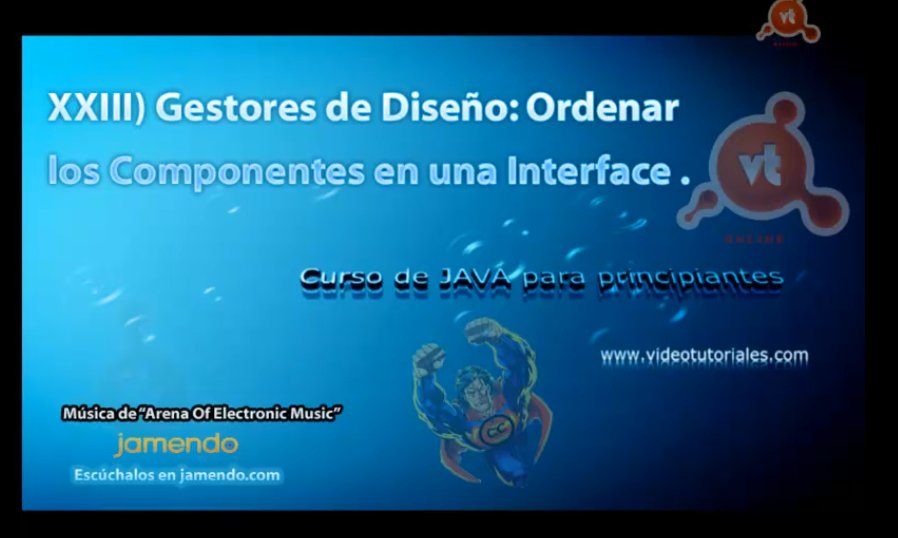 vt
XXIII) Gestores de Diseño: Ordenar
los Componentes en una Interface .
vt
ONLINE
Curso de JAVA para principiantes
www.videotutoriales.com
Música de "Arena Of Electronic Music"
jamendo
Escúchalos en jamendo.com
CC